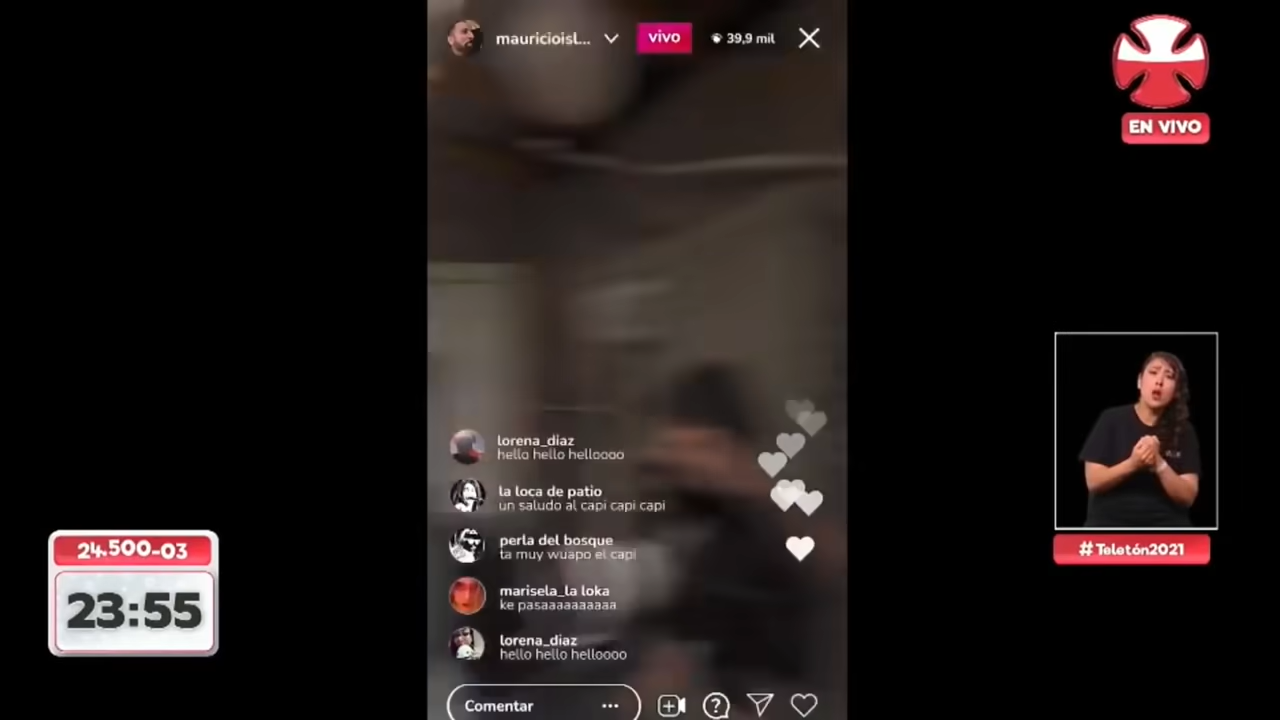 mauricioisl...
vivo
39,9 mil
EN VIVO
lorena_diaz
hello hello helloooo
la loca de patio
un saludo al capi capi capi
perla del bosque
ta muy wuapo el capi
marisela_la loka
ke pasaaaaaaaaaa
lorena_diaz
hello hello helloooo
Comentar
24.500-03
23:55
#Teletón2021